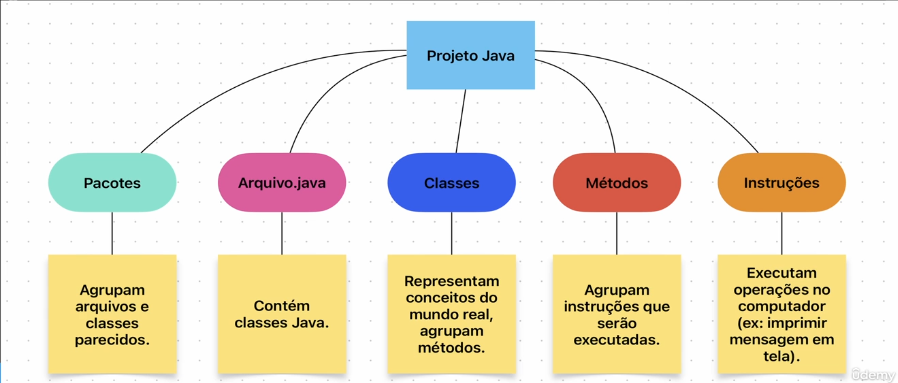 Projeto Java
Pacotes
Arquivo.java
Classes
Métodos
Instruções
Agrupam
arquivos e
classes
parecidos.
Contém
classes Java.
Representam
conceitos do
mundo real,
agrupam
métodos.
Agrupam
instruções que
serão
executadas.
Executam
operações no
computador
(ex: imprimir
mensagem em
tela).
ûdemy